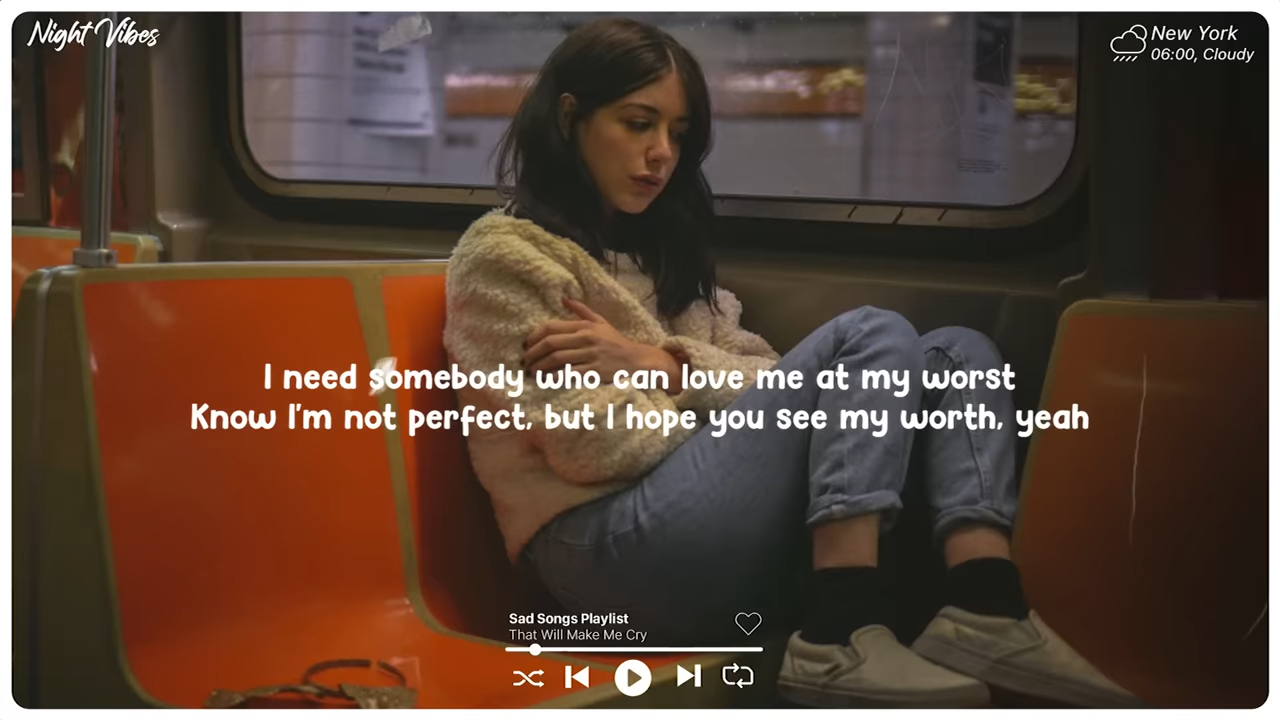 Night Vibes
New York
06:00, Cloudy
I need somebody who can love me at my worst
Know I'm not perfect, but I hope you see my worth, yeah
Sad Songs Playlist
That Will Make Me Cry